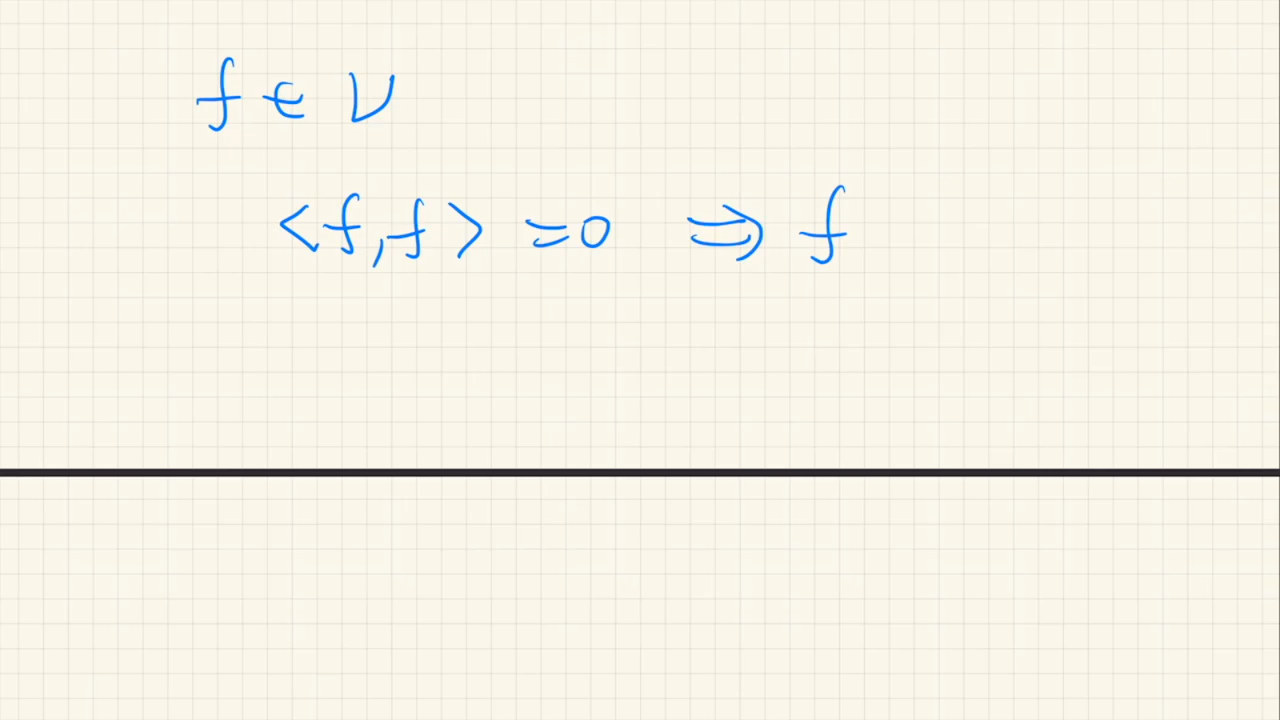 f ∈ V
<f,f> =0 ⇒ f